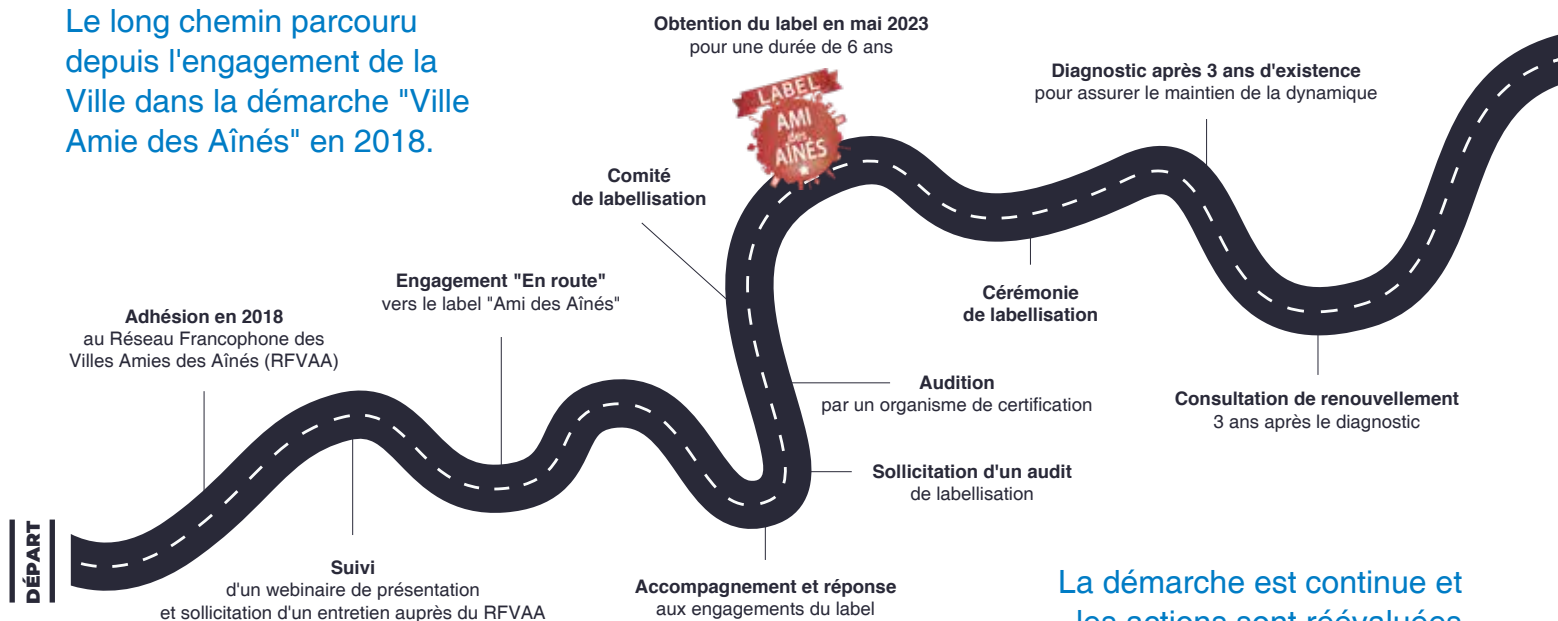 Le long chemin parcouru
depuis l'engagement de la
Ville dans la démarche "Ville
Amie des Aînés" en 2018.
DÉPART
Adhésion en 2018
au Réseau Francophone des
Villes Amies des Aînés (RFVAA)
Suivi
d'un webinaire de présentation
et sollicitation d'un entretien auprès du RFVAA
Engagement "En route"
vers le label "Ami des Aînés"
Accompagnement et réponse
aux engagements du label
Sollicitation d'un audit
de labellisation
Audition
par un organisme de certification
Comité
de labellisation
Obtention du label en mai 2023
pour une durée de 6 ans
LABEL
AMI
des
AÎNÉS
Cérémonie
de labellisation
Diagnostic après 3 ans d'existence
pour assurer le maintien de la dynamique
Consultation de renouvellement
3 ans après le diagnostic
La démarche est continue et
les actions sont réévaluées